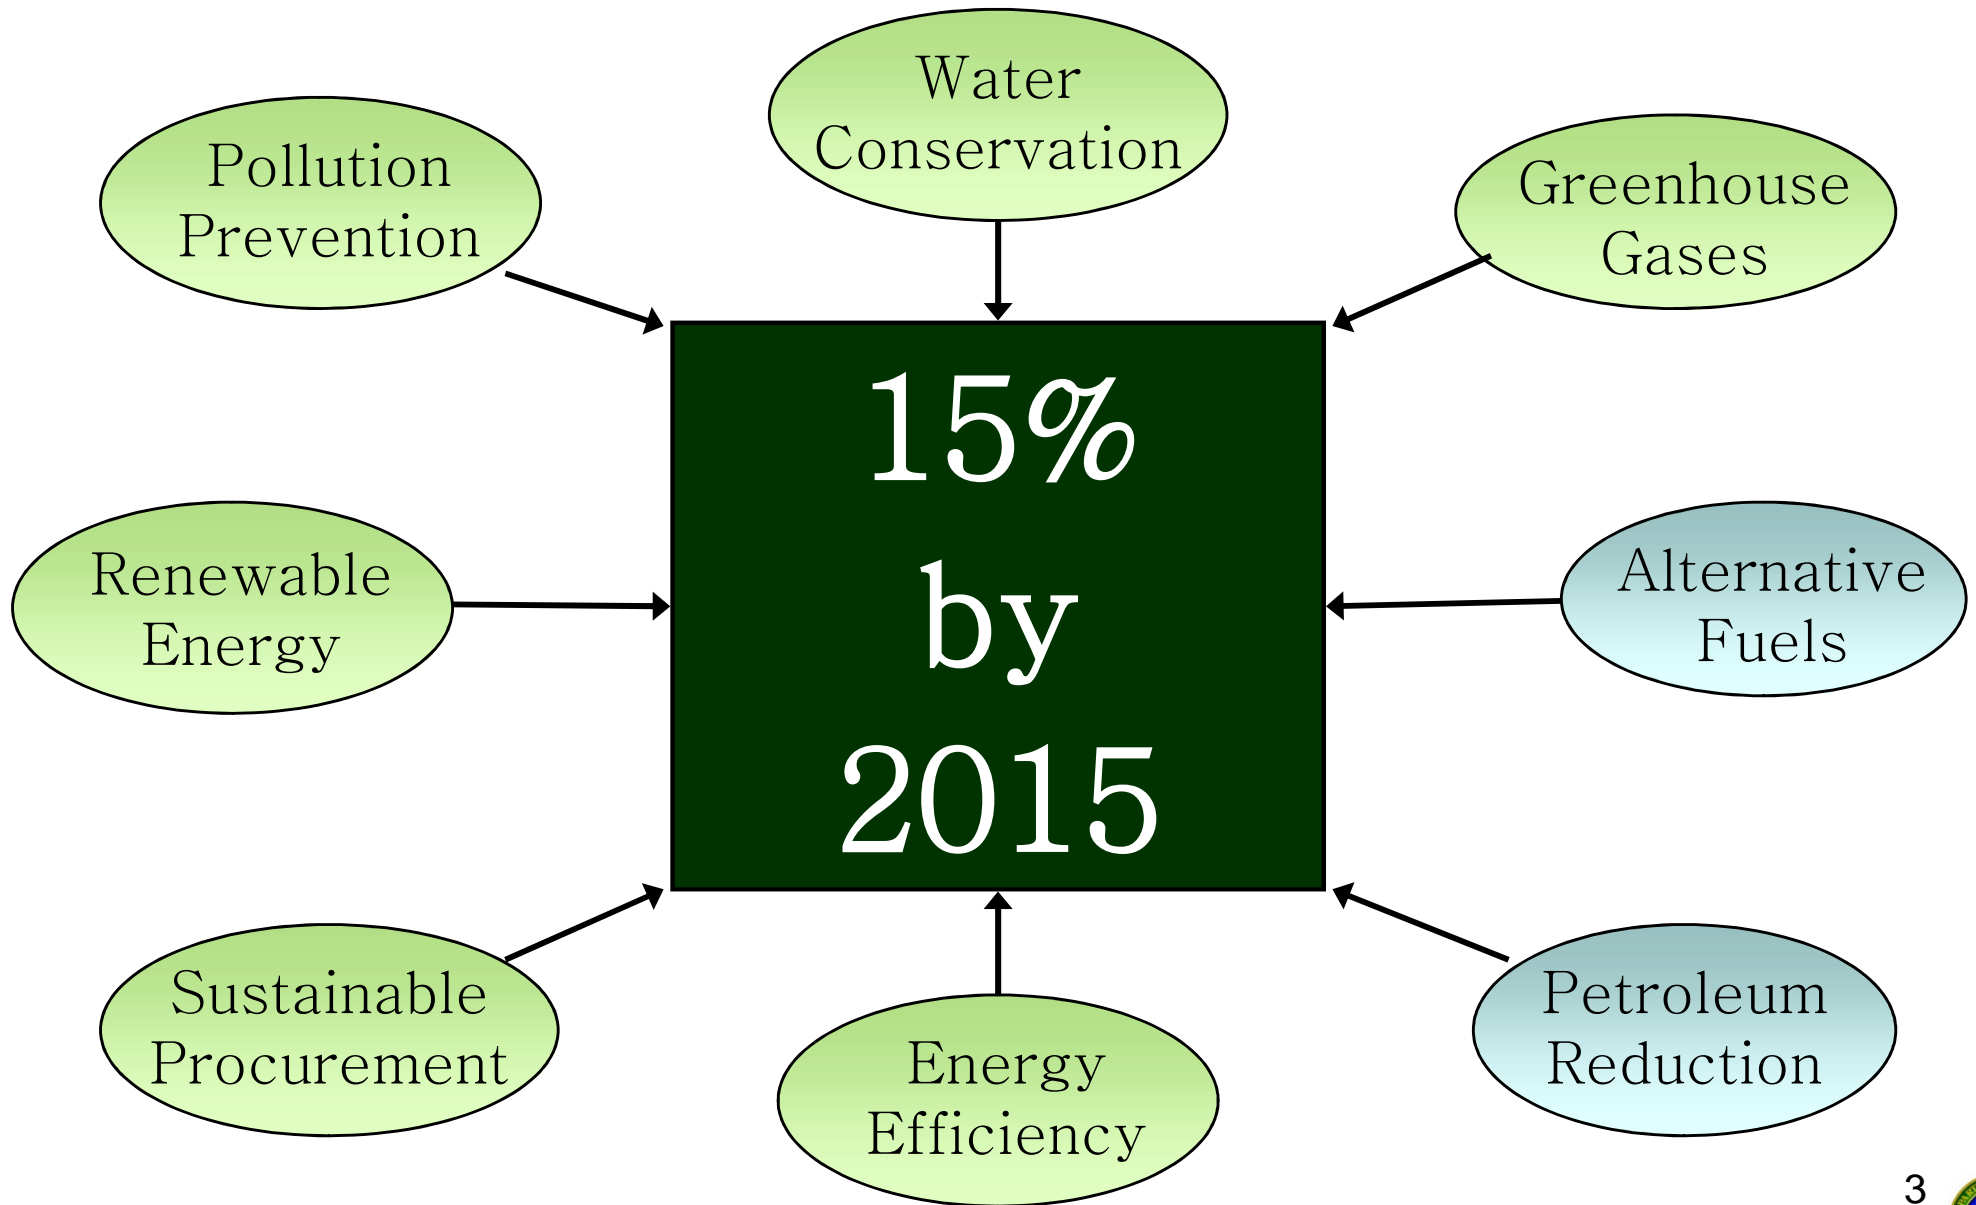 Water
Conservation
Pollution
Prevention
Greenhouse
Gases
15%
by
2015
Renewable
Energy
Alternative
Fuels
Sustainable
Procurement
Energy
Efficiency
Petroleum
Reduction
3